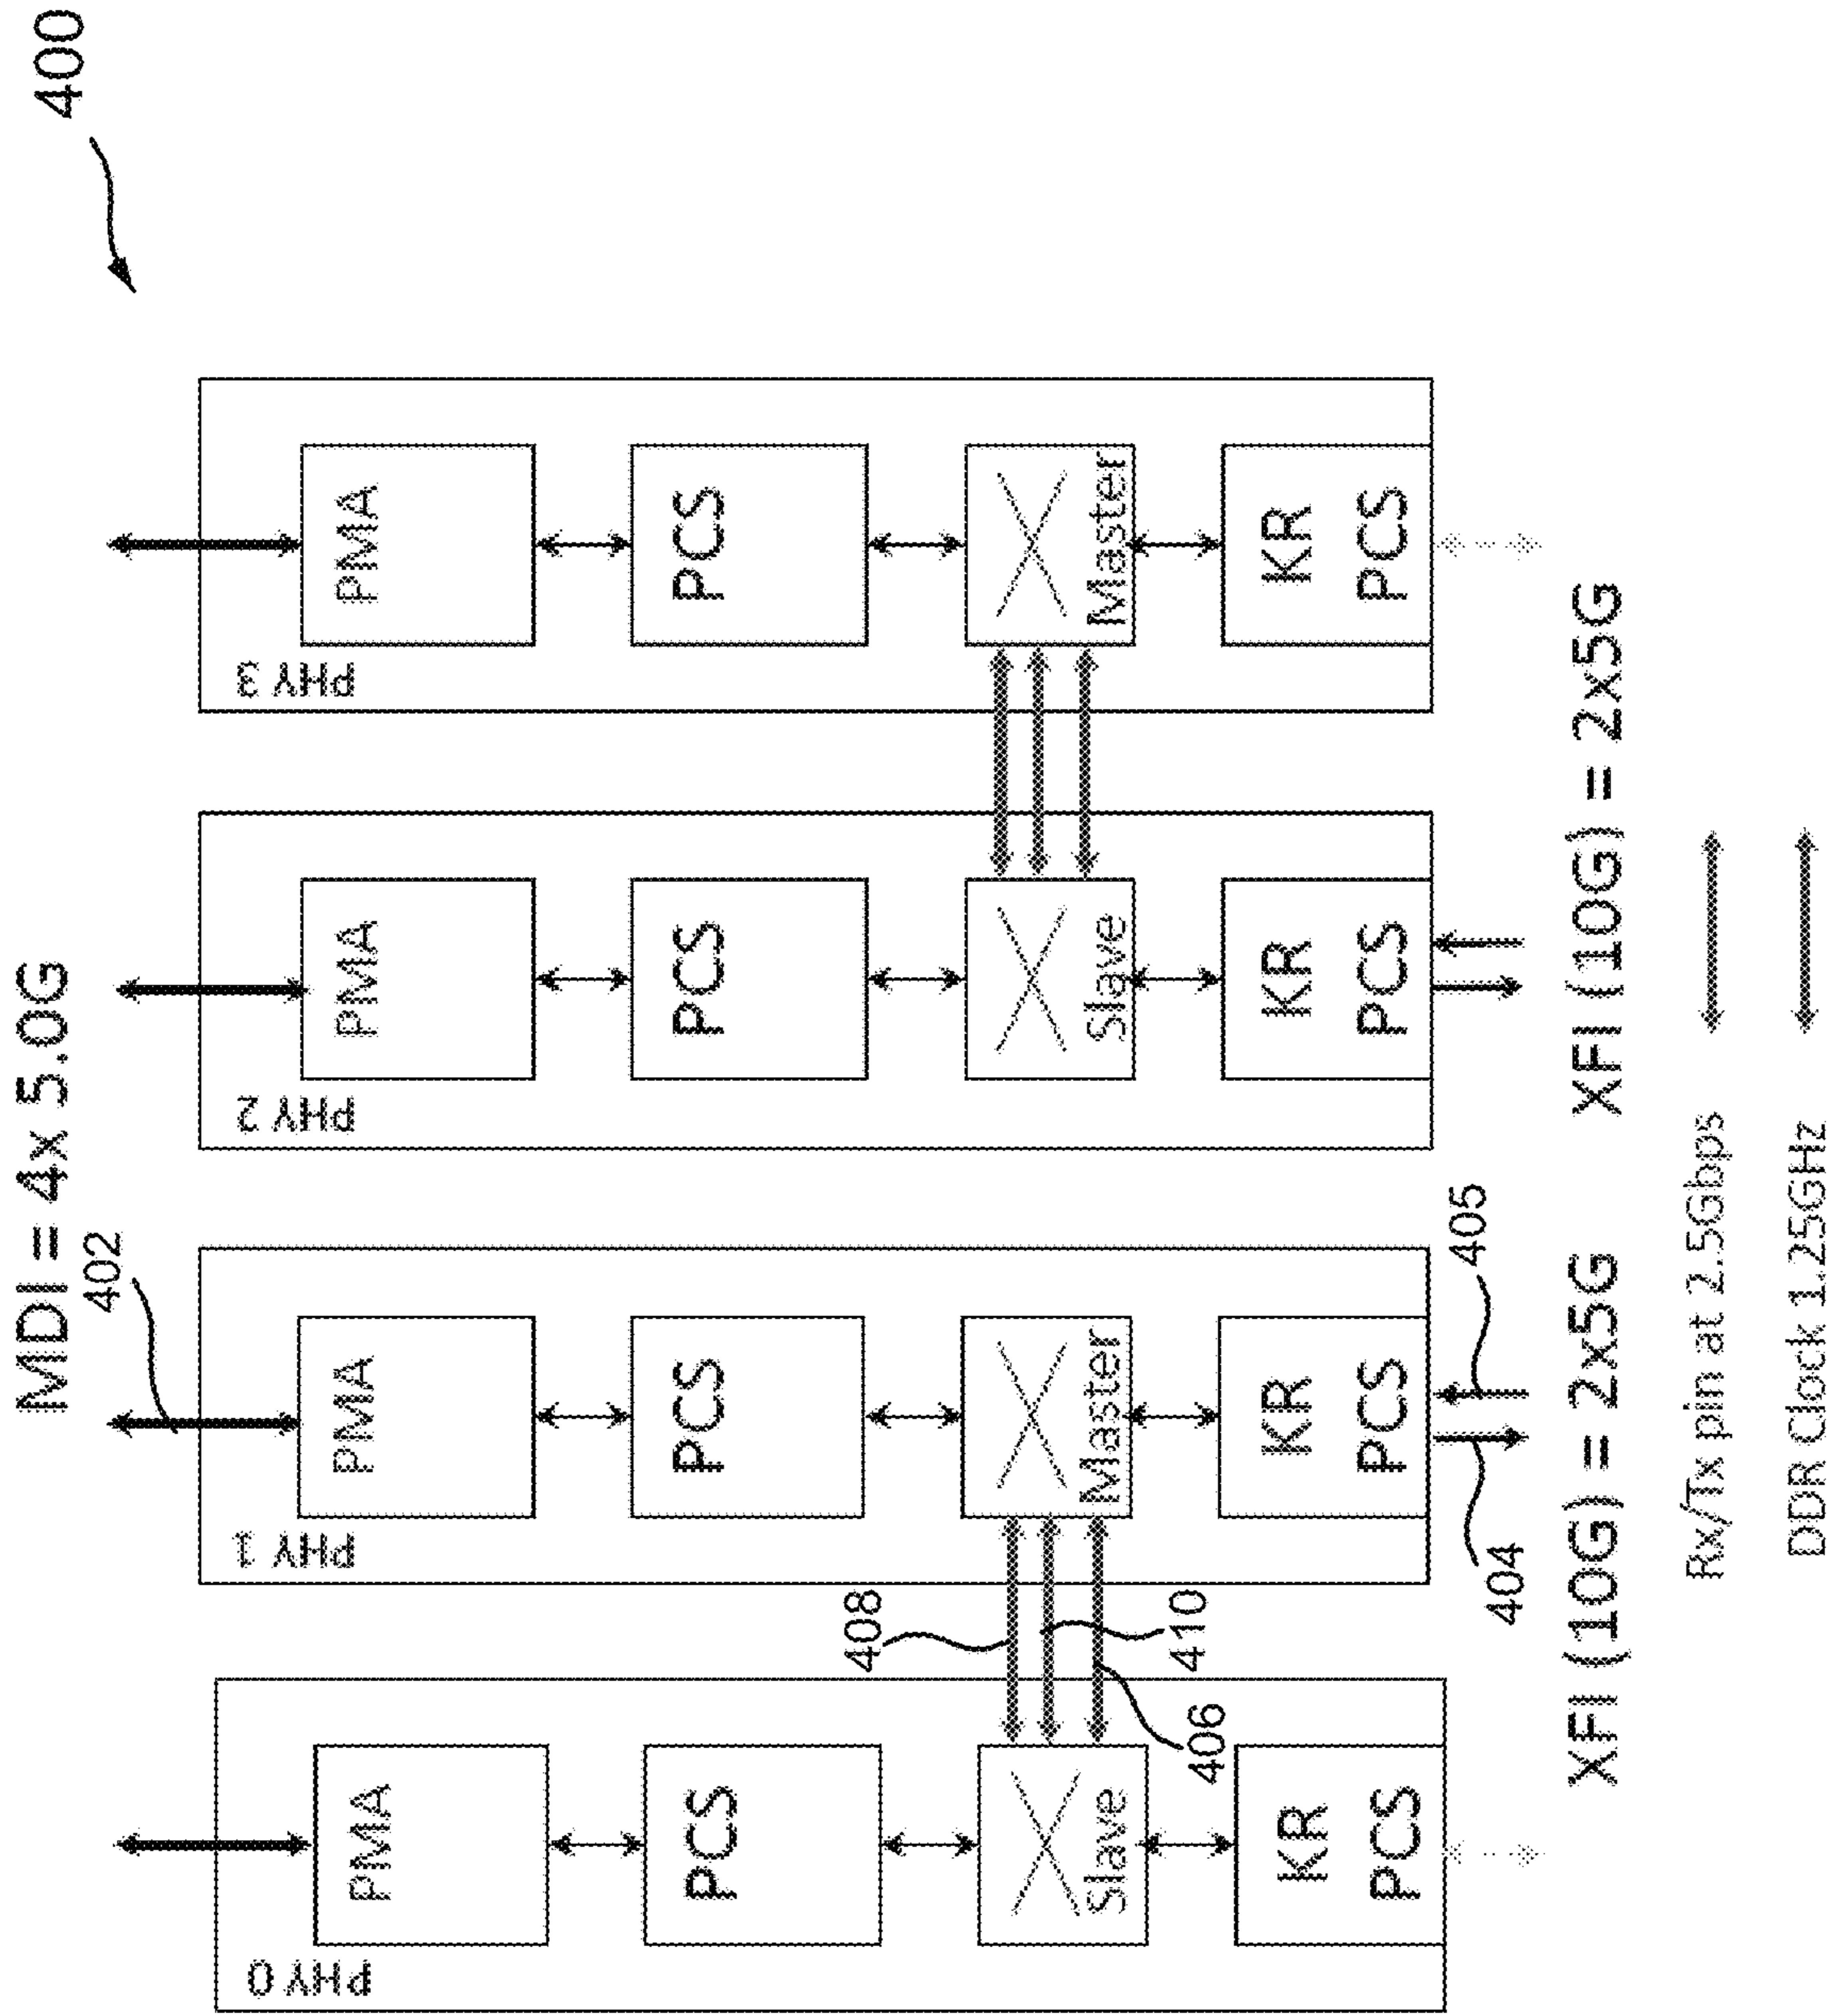 400
MDI = 4x 5.0G
402
PHY 0
PMA
PCS
Slave
KR
PCS
PHY 1
PMA
PCS
Master
KR
PCS
PHY 2
PMA
PCS
Slave
KR
PCS
PHY 3
PMA
PCS
Master
KR
PCS
408
410
406
404
405
XFI (10G) = 2x5G
XFI (10G) = 2x5G
Rx/Tx pin at 2.5Gbps
DDR Clock 1.25GHz